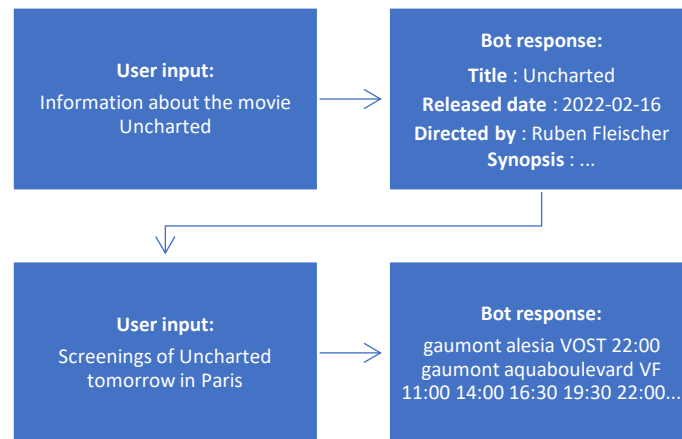 User input:
Information about the movie
Uncharted
Bot response:
Title : Uncharted
Released date : 2022-02-16
Directed by : Ruben Fleischer
Synopsis : ...
User input:
Screenings of Uncharted
tomorrow in Paris
Bot response:
gaumont alesia VOST 22:00
gaumont aquaboulevard VF
11:00 14:00 16:30 19:30 22:00...